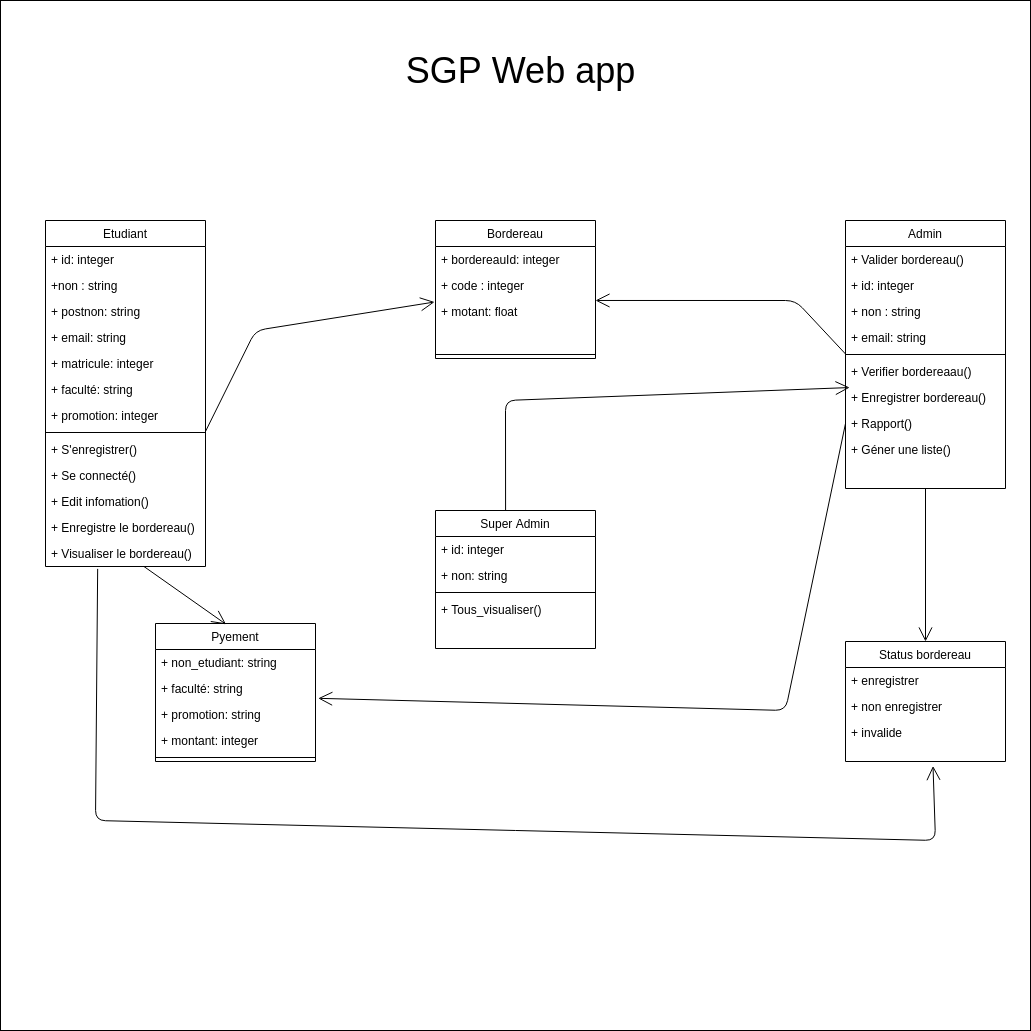 SGP Web app
Etudiant
+ id: integer
+non : string
+ postnon: string
+ email: string
+ matricule: integer
+ faculté: string
+ promotion: integer
+ S'enregistrer()
+ Se connecté()
+ Edit infomation()
+ Enregistre le bordereau()
+ Visualiser le bordereau()
Bordereau
+ bordereauId: integer
+ code : integer
+ motant: float
Admin
+ Valider bordereau()
+ id: integer
+ non : string
+ email: string
+ Verifier bordereaau()
+ Enregistrer bordereau()
+ Rapport()
+ Géner une liste()
Super Admin
+ id: integer
+ non: string
+ Tous_visualiser()
Pyement
+ non_etudiant: string
+ faculté: string
+ promotion: string
+ montant: integer
Status bordereau
+ enregistrer
+ non enregistrer
+ invalide